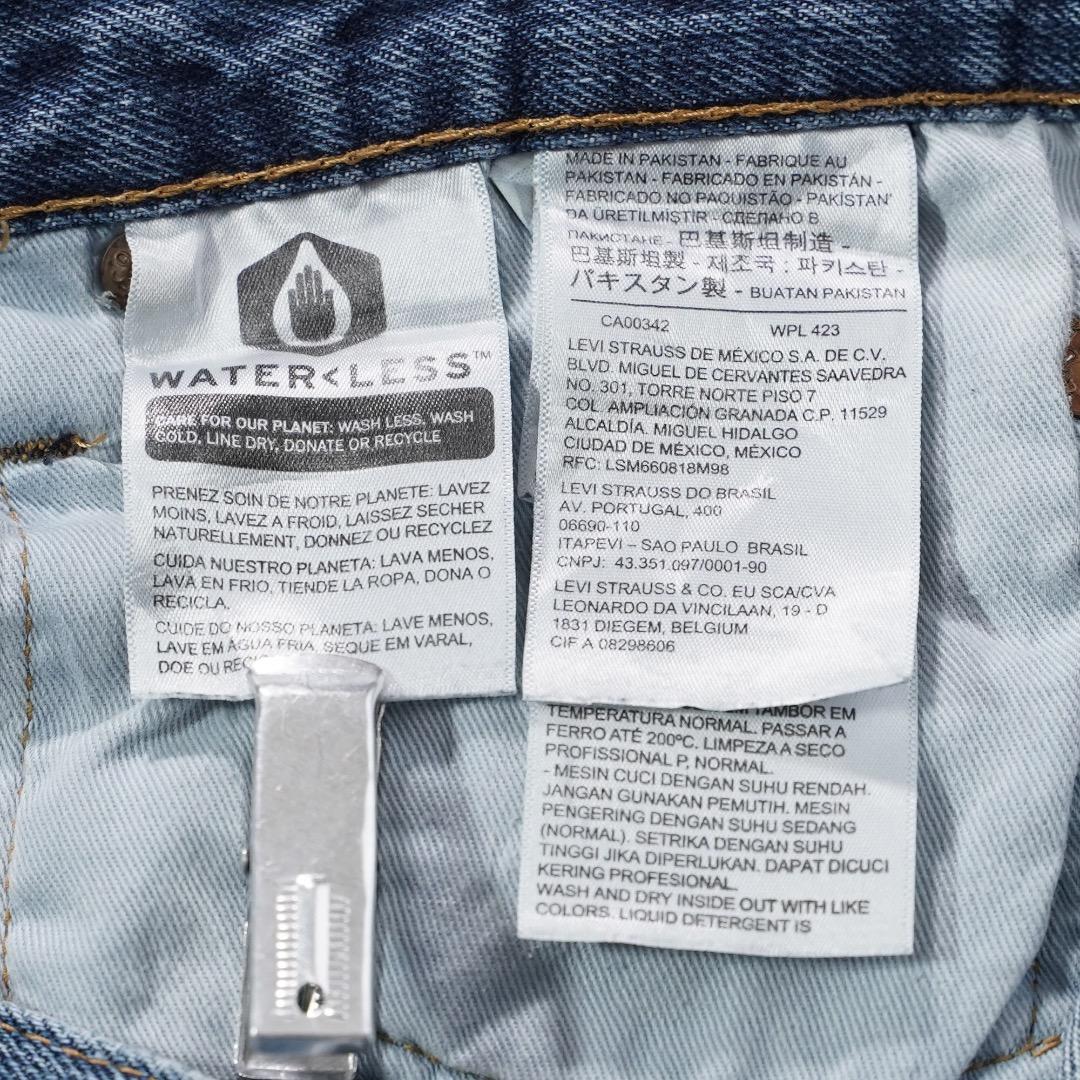 WATER<LESS™
CARE FOR OUR PLANET: WASH LESS, WASH
COLD, LINE DRY, DONATE OR RECYCLE
PRENEZ SOIN DE NOTRE PLANETE: LAVEZ
MOINS, LAVEZ A FROID, LAISSEZ SECHER
NATURELLEMENT, DONNEZ OU RECYCLEZ
CUIDA NUESTRO PLANETA: LAVA MENOS,
LAVA EN FRIO, TIENDE LA ROPA, DONA O
RECICLA.
CUIDE DO NOSSO PLANETA: LAVE MENOS,
LAVE EM ÁGUA FRIA, SEQUE EM VARAL,
DOE OU
MADE IN PAKISTAN - FABRIQUE AU
PAKISTAN - FABRICADO EN PAKISTÁN -
FABRICADO NO PAQUISTÃO - PAKİSTAN'
DA ÜRETİLMİŞTİR - СДЕЛАНО В
ПАКИСТАНЕ - 巴基斯坦制造 -
巴基斯坦製 - 제조국 : 파키스탄 -
パキスタン製 - BUATAN PAKISTAN
CA00342 WPL 423
LEVI STRAUSS DE MÉXICO S.A. DE C.V.
BLVD. MIGUEL DE CERVANTES SAAVEDRA
NO. 301, TORRE NORTE PISO 7
COL. AMPLIACIÓN GRANADA C.P. 11529
ALCALDÍA. MIGUEL HIDALGO
CIUDAD DE MÉXICO, MÉXICO
RFC: LSM660818M98
LEVI STRAUSS DO BRASIL
AV. PORTUGAL, 400
06690-110
ITAPEVI – SAO PAULO BRASIL
CNPJ: 43.351.097/0001-90
LEVI STRAUSS & CO. EU SCA/CVA
LEONARDO DA VINCILAAN, 19 - D
1831 DIEGEM, BELGIUM
CIF A 08298606
TAMBOR EM
TEMPERATURA NORMAL. PASSAR A
FERRO ATÉ 200ºC. LIMPEZA A SECO
PROFISSIONAL P, NORMAL.
- MESIN CUCI DENGAN SUHU RENDAH.
JANGAN GUNAKAN PEMUTIH. MESIN
PENGERING DENGAN SUHU SEDANG
(NORMAL). SETRIKA DENGAN SUHU
TINGGI JIKA DIPERLUKAN. DAPAT DICUCI
KERING PROFESIONAL.
WASH AND DRY INSIDE OUT WITH LIKE
COLORS. LIQUID DETERGENT IS